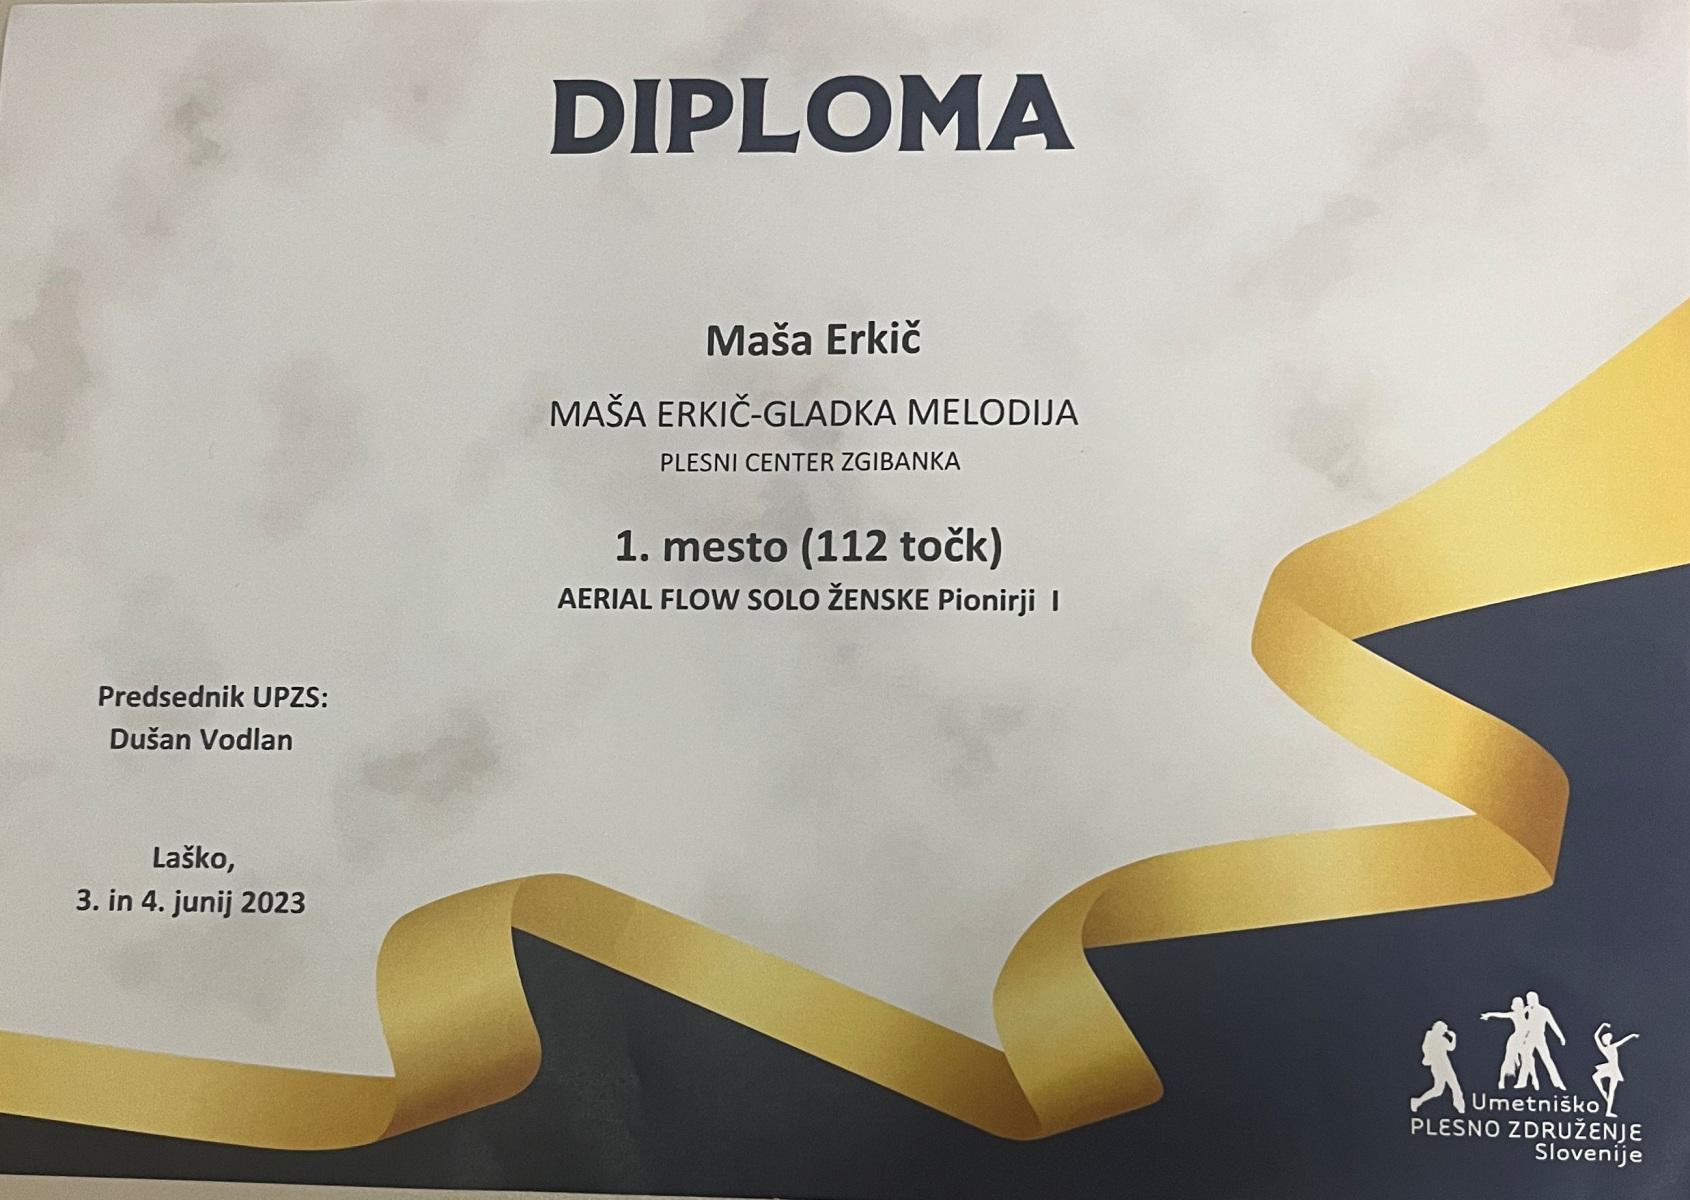 DIPLOMA
Maša Erkič
MAŠA ERKIČ-GLADKA MELODIJA
PLESNI CENTER ZGIBANKA
1. mesto (112 točk)
AERIAL FLOW SOLO ŽENSKE Pionirji I
Predsednik UPZS:
Dušan Vodlan
Laško,
3. in 4. junij 2023
Umetniško
PLESNO ZDRUŽENJE
Slovenije